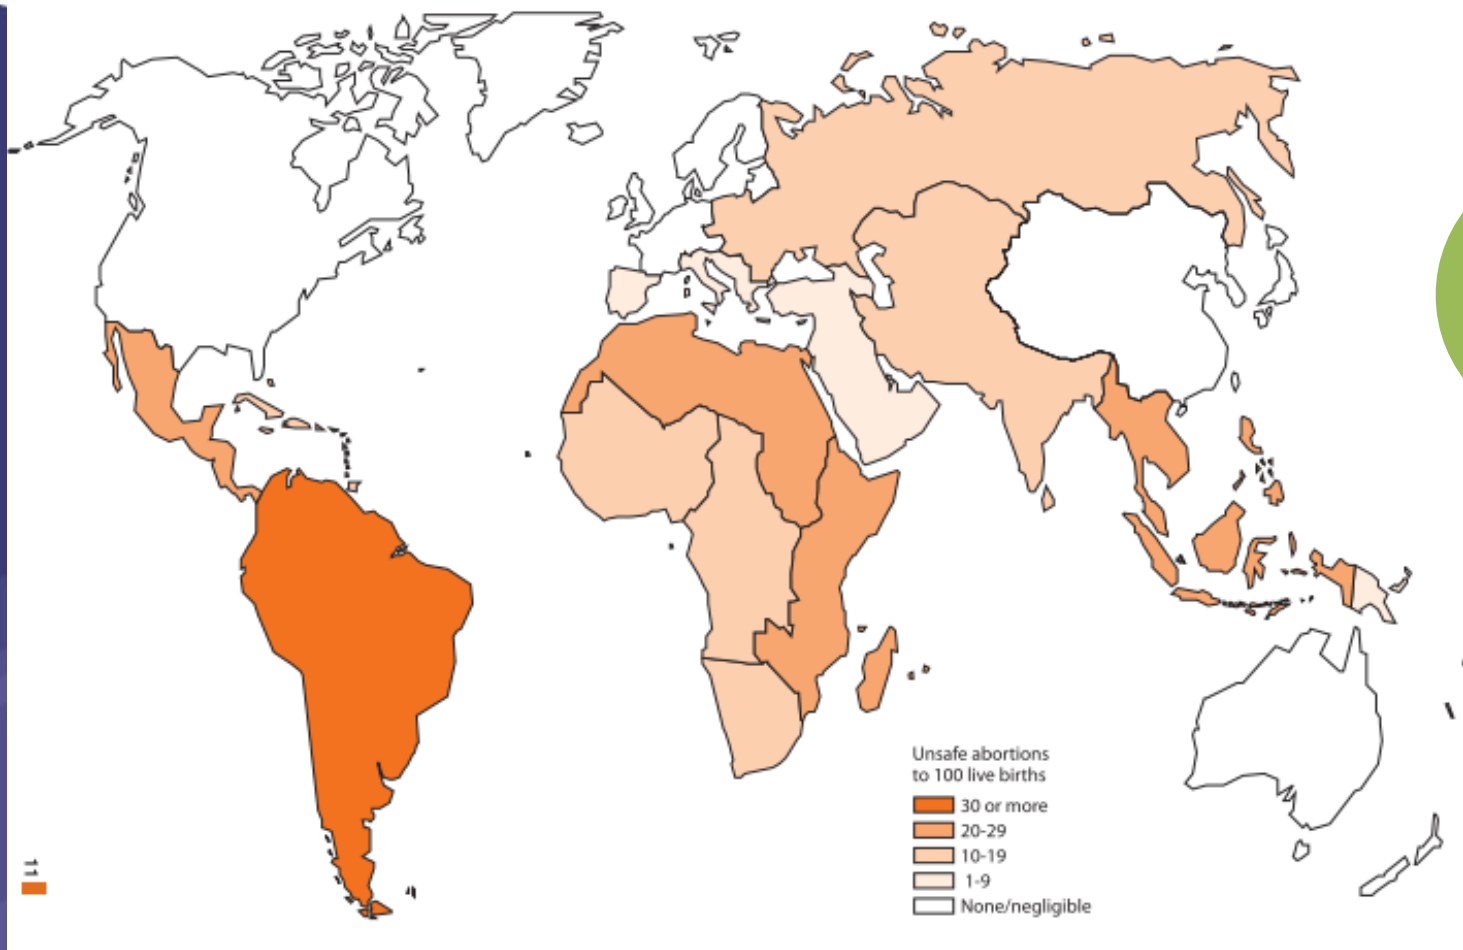 Unsafe abortions
to 100 live births
30 or more
20-29
10-19
1-9
None/negligible
11